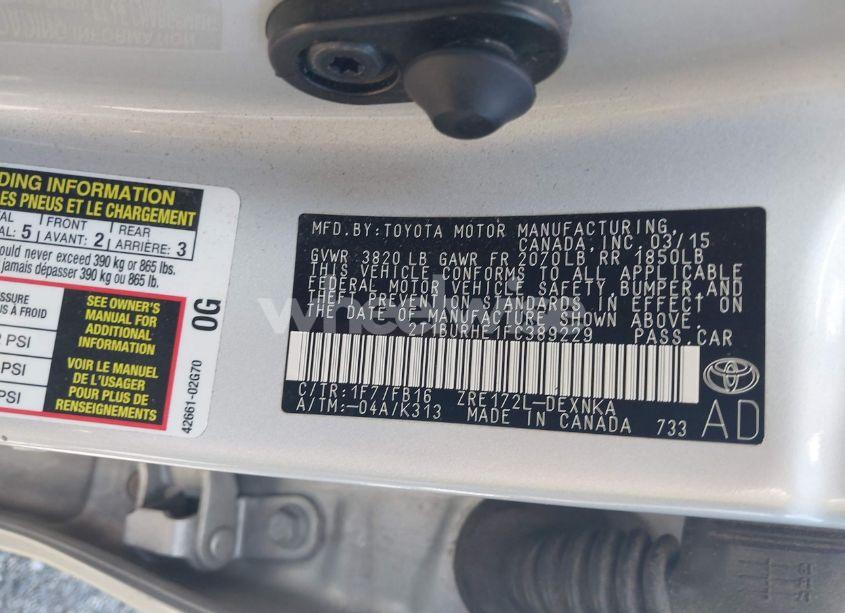 DING INFORMATION
LES PNEUS ET LE CHARGEMENT
AL: 5 FRONT AVANT: 2 REAR ARRIÈRE: 3
should never exceed 390 kg or 865 lbs.
jamais dépasser 390 kg ou 865 lb.
SSURE
S À FROID
PSI
PSI
SEE OWNER'S
MANUAL FOR
ADDITIONAL
INFORMATION
VOIR LE MANUEL
DE L'USAGER
POUR PLUS DE
RENSEIGNEMENTS
0G
42661-02G70
MFD.BY:TOYOTA MOTOR MANUFACTURING,
CANADA, INC. 03/15
GVWR 3820 LB GAWR FR 2070LB RR 1850LB
THIS VEHICLE CONFORMS TO ALL APPLICABLE
FEDERAL MOTOR VEHICLE SAFETY, BUMPER, AND
THEFT PREVENTION STANDARDS IN EFFECT ON
THE DATE OF MANUFACTURE SHOWN ABOVE.
2T1BURHE1FC389229 PASS.CAR
C/TR:1F7/FB16 ZRE172L-DEXNKA
A/TM:-04A/K313 MADE IN CANADA 733
AD